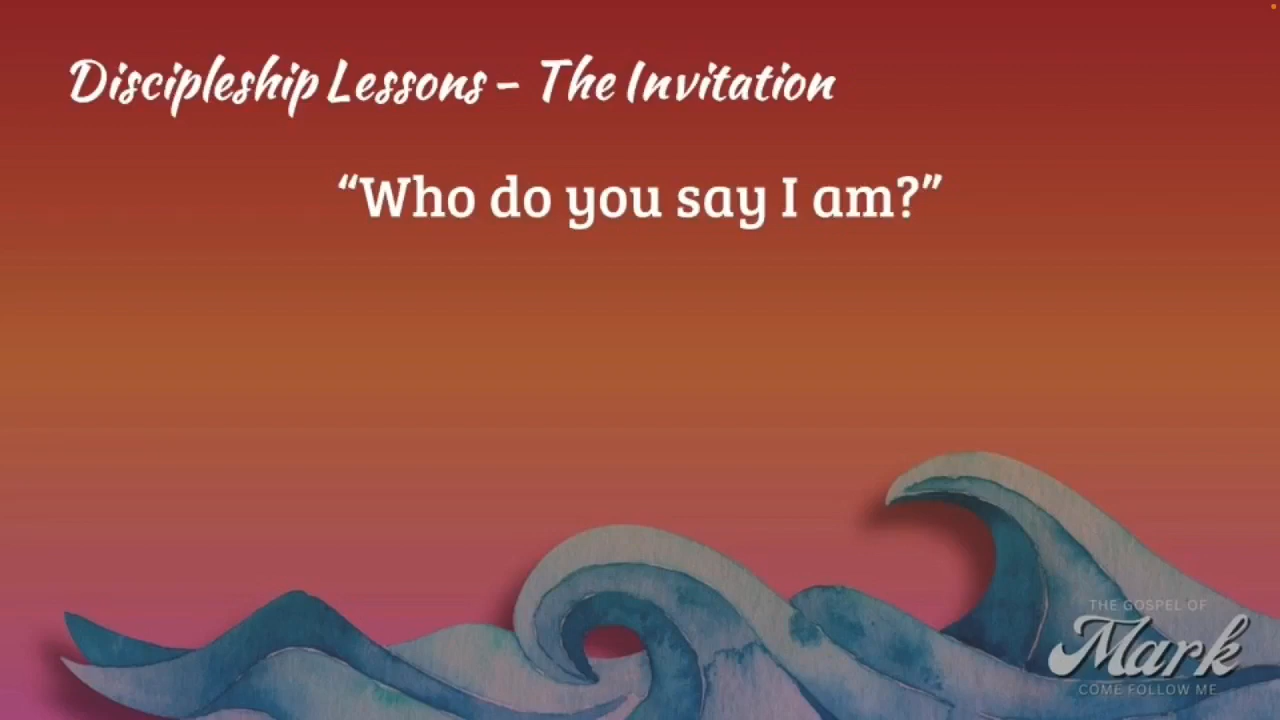 Discipleship Lessons - The Invitation
“Who do you say I am?”
THE GOSPEL OF
Mark
COME FOLLOW ME